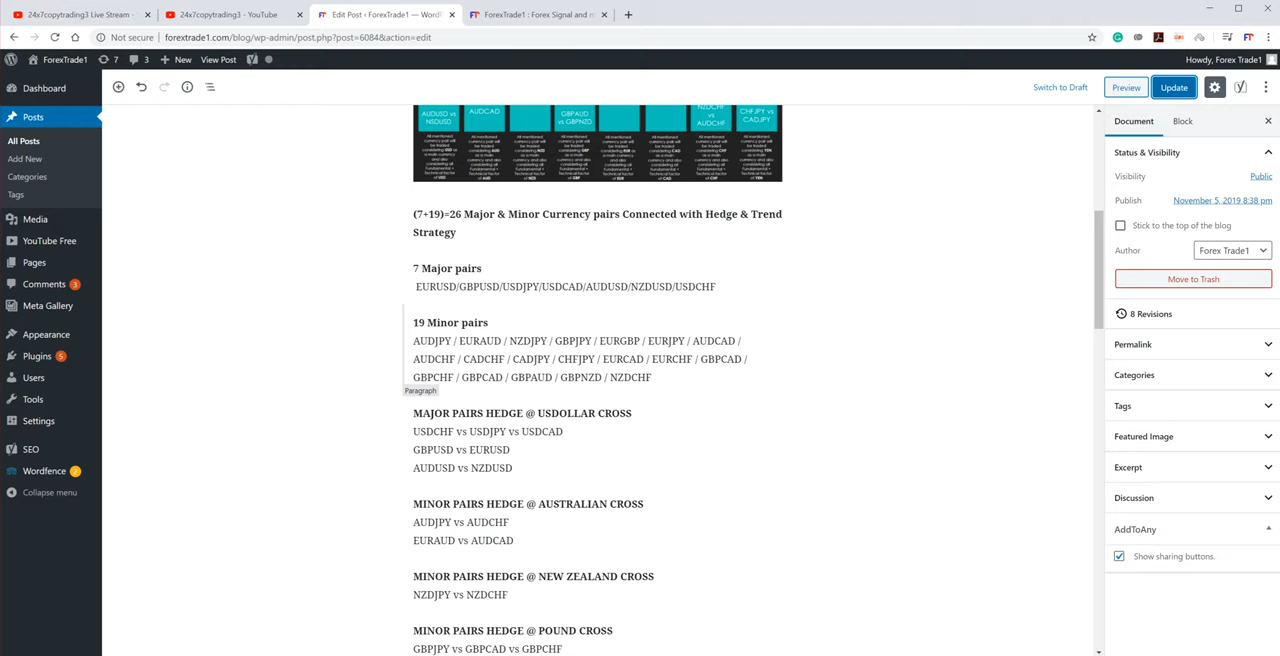 24x7copytrading3 Live Stream -
24x7copytrading3 - YouTube
Edit Post ‹ ForexTrade1 — WordPr
ForexTrade1 : Forex Signal and m
Not secure | forextrade1.com/blog/wp-admin/post.php?post=6084&action=edit
ForexTrade1
7
3
New
View Post
Howdy, Forex Trade1
Dashboard
Posts
All Posts
Add New
Categories
Tags
Media
YouTube Free
Pages
Comments 3
Meta Gallery
Appearance
Plugins 5
Users
Tools
Settings
SEO
Wordfence 2
Collapse menu
Switch to Draft
Preview
Update
AUDUSD vs NSDUSD
AUDCAD
GBPAUD vs GBPNZD
NZDCHF vs AUDCHF
CHFJPY vs CADJPY
(7+19)=26 Major & Minor Currency pairs Connected with Hedge & Trend
Strategy
7 Major pairs
EURUSD/GBPUSD/USDJPY/USDCAD/AUDUSD/NZDUSD/USDCHF
19 Minor pairs
AUDJPY / EURAUD / NZDJPY / GBPJPY / EURGBP / EURJPY / AUDCAD /
AUDCHF / CADCHF / CADJPY / CHFJPY / EURCAD / EURCHF / GBPCAD /
GBPCHF / GBPCAD / GBPAUD / GBPNZD / NZDCHF
Paragraph
MAJOR PAIRS HEDGE @ USDOLLAR CROSS
USDCHF vs USDJPY vs USDCAD
GBPUSD vs EURUSD
AUDUSD vs NZDUSD
MINOR PAIRS HEDGE @ AUSTRALIAN CROSS
AUDJPY vs AUDCHF
EURAUD vs AUDCAD
MINOR PAIRS HEDGE @ NEW ZEALAND CROSS
NZDJPY vs NZDCHF
MINOR PAIRS HEDGE @ POUND CROSS
GBPJPY vs GBPCAD vs GBPCHF
Document
Block
Status & Visibility
Visibility
Public
Publish
November 5, 2019 8:38 pm
Stick to the top of the blog
Author
Forex Trade1
Move to Trash
8 Revisions
Permalink
Categories
Tags
Featured Image
Excerpt
Discussion
AddToAny
Show sharing buttons.